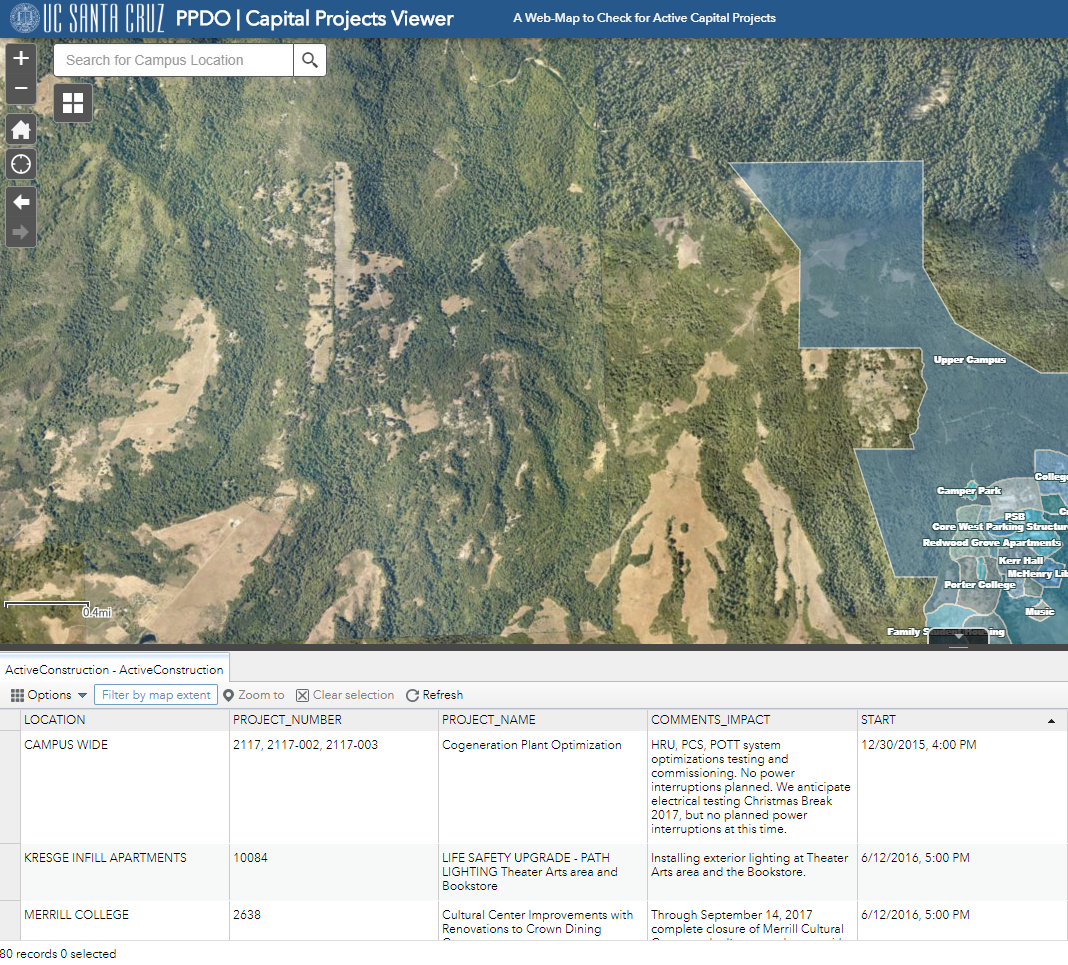 UC SANTA CRUZ PPDO | Capital Projects Viewer A Web-Map to Check for Active Capital Projects
+
Search for Campus Location
−
Upper Campus
College
Camper Park
PSB
Core West Parking Structur
Redwood Grove Apartments
Kerr Hall
McHenry Lib
Porter College
0.4mi
Music
Family Student Housing
ActiveConstruction - ActiveConstruction
Options Filter by map extent Zoom to Clear selection Refresh
LOCATION PROJECT_NUMBER PROJECT_NAME COMMENTS_IMPACT START
CAMPUS WIDE 2117, 2117-002, 2117-003 Cogeneration Plant Optimization HRU, PCS, POTT system 12/30/2015, 4:00 PM
optimizations testing and
commissioning. No power
interruptions planned. We anticipate
electrical testing Christmas Break
2017, but no planned power
interruptions at this time.
KRESGE INFILL APARTMENTS 10084 LIFE SAFETY UPGRADE - PATH Installing exterior lighting at Theater 6/12/2016, 5:00 PM
LIGHTING Theater Arts area and Arts area and the Bookstore.
Bookstore
MERRILL COLLEGE 2638 Cultural Center Improvements with Through September 14, 2017 6/12/2016, 5:00 PM
Renovations to Crown Dining complete closure of Merrill Cultural
80 records 0 selected